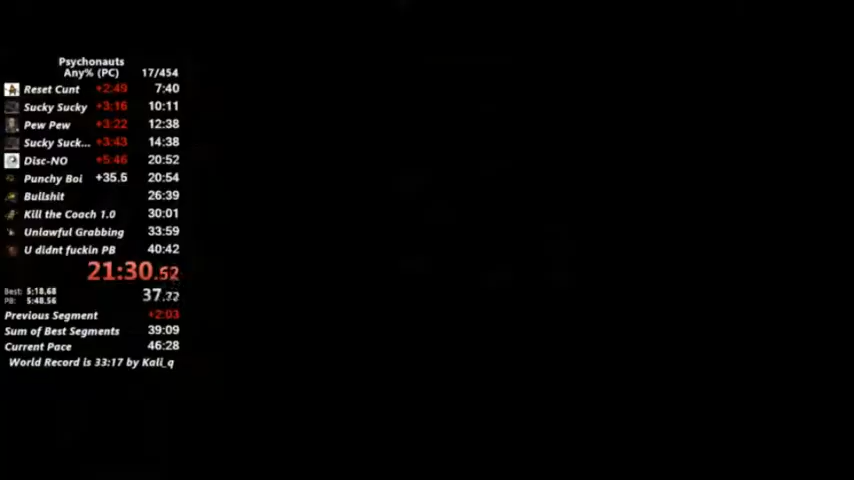 Psychonauts
Any% (PC) 17/454
Reset Cunt +2:49 7:40
Sucky Sucky +3:16 10:11
Pew Pew +3:22 12:38
Sucky Suck... +3:43 14:38
Disc-NO +5:46 20:52
Punchy Boi +35.5 20:54
Bullshit 26:39
Kill the Coach 1.0 30:01
Unlawful Grabbing 33:59
U didnt fuckin PB 40:42
21:30.52
Best: 5:18.68
PB: 5:48.56 37.22
Previous Segment +2:03
Sum of Best Segments 39:09
Current Pace 46:28
World Record is 33:17 by Kali_q